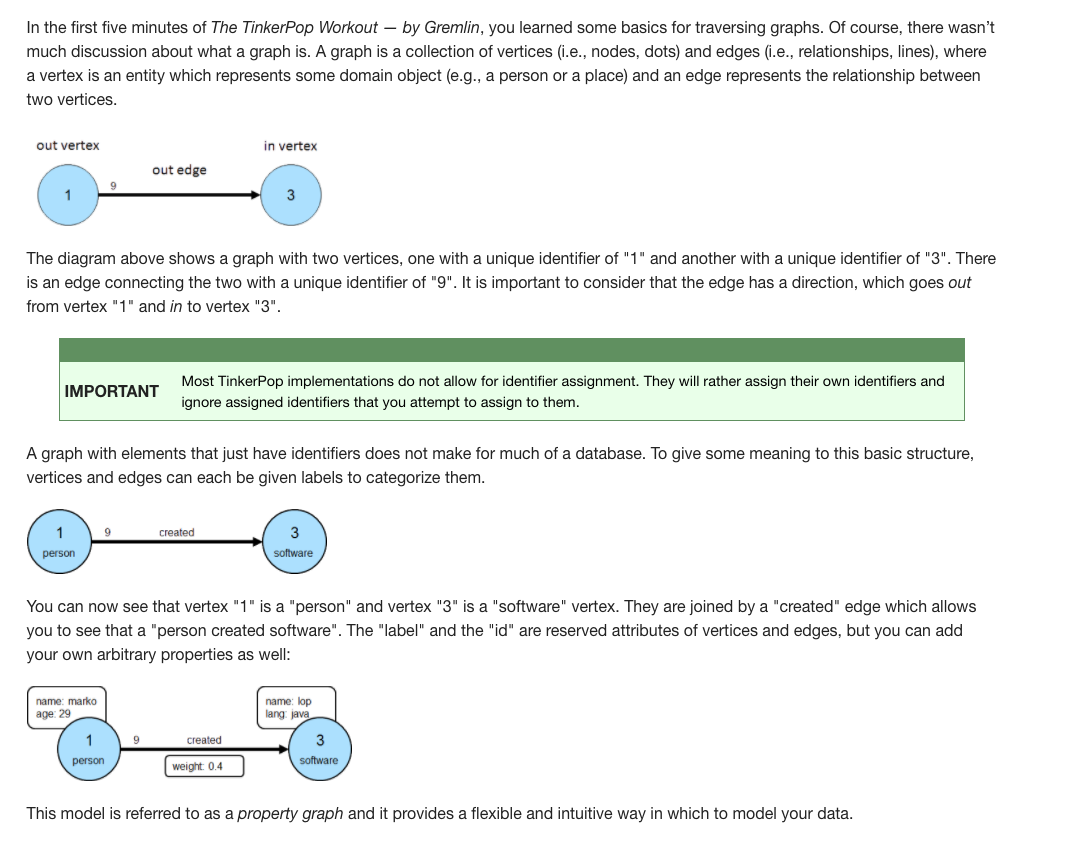 In the first five minutes of The TinkerPop Workout — by Gremlin, you learned some basics for traversing graphs. Of course, there wasn’t
much discussion about what a graph is. A graph is a collection of vertices (i.e., nodes, dots) and edges (i.e., relationships, lines), where
a vertex is an entity which represents some domain object (e.g., a person or a place) and an edge represents the relationship between
two vertices.
out vertex
in vertex
out edge
9
1
3
The diagram above shows a graph with two vertices, one with a unique identifier of "1" and another with a unique identifier of "3". There
is an edge connecting the two with a unique identifier of "9". It is important to consider that the edge has a direction, which goes out
from vertex "1" and in to vertex "3".
IMPORTANT
Most TinkerPop implementations do not allow for identifier assignment. They will rather assign their own identifiers and
ignore assigned identifiers that you attempt to assign to them.
A graph with elements that just have identifiers does not make for much of a database. To give some meaning to this basic structure,
vertices and edges can each be given labels to categorize them.
1
person
9
created
3
software
You can now see that vertex "1" is a "person" and vertex "3" is a "software" vertex. They are joined by a "created" edge which allows
you to see that a "person created software". The "label" and the "id" are reserved attributes of vertices and edges, but you can add
your own arbitrary properties as well:
name: marko
age: 29
name: lop
lang: java
1
person
9
created
weight: 0.4
3
software
This model is referred to as a property graph and it provides a flexible and intuitive way in which to model your data.